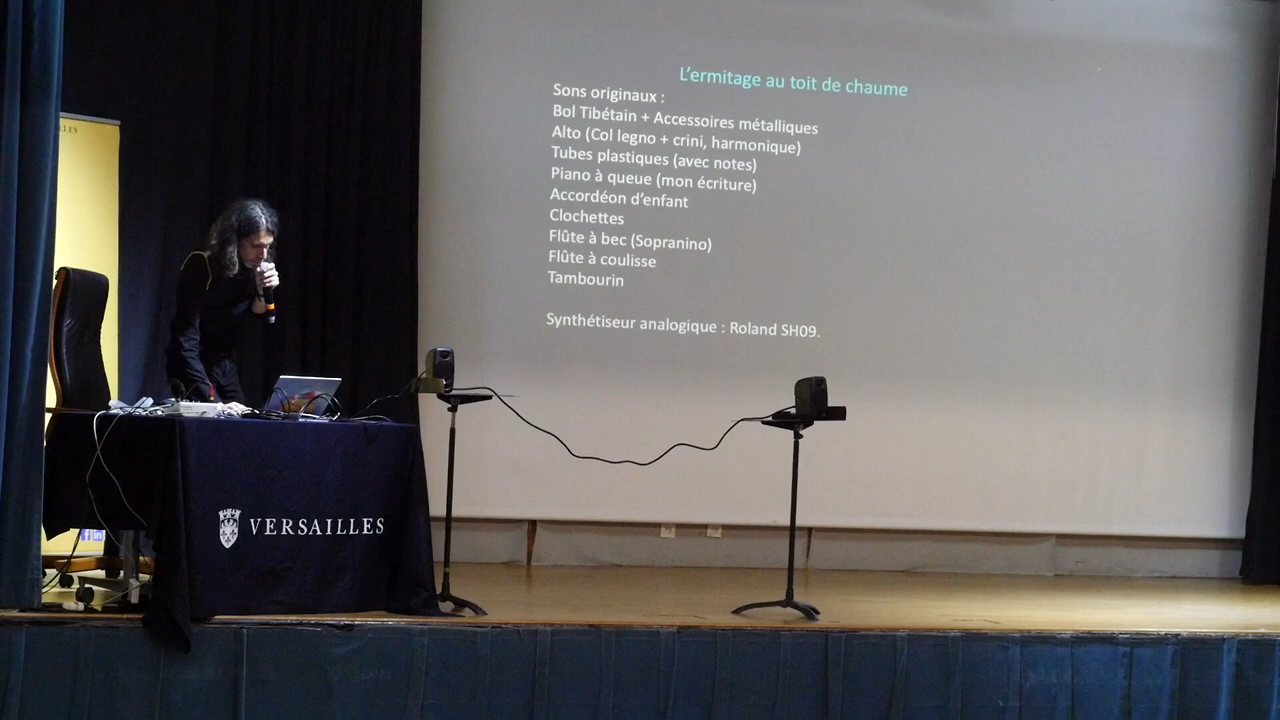 L'ermitage au toit de chaume
Sons originaux :
Bol Tibétain + Accessoires métalliques
Alto (Col legno + crini, harmonique)
Tubes plastiques (avec notes)
Piano à queue (mon écriture)
Accordéon d'enfant
Clochettes
Flûte à bec (Sopranino)
Flûte à coulisse
Tambourin
Synthétiseur analogique : Roland SH09.
VERSAILLES
f in